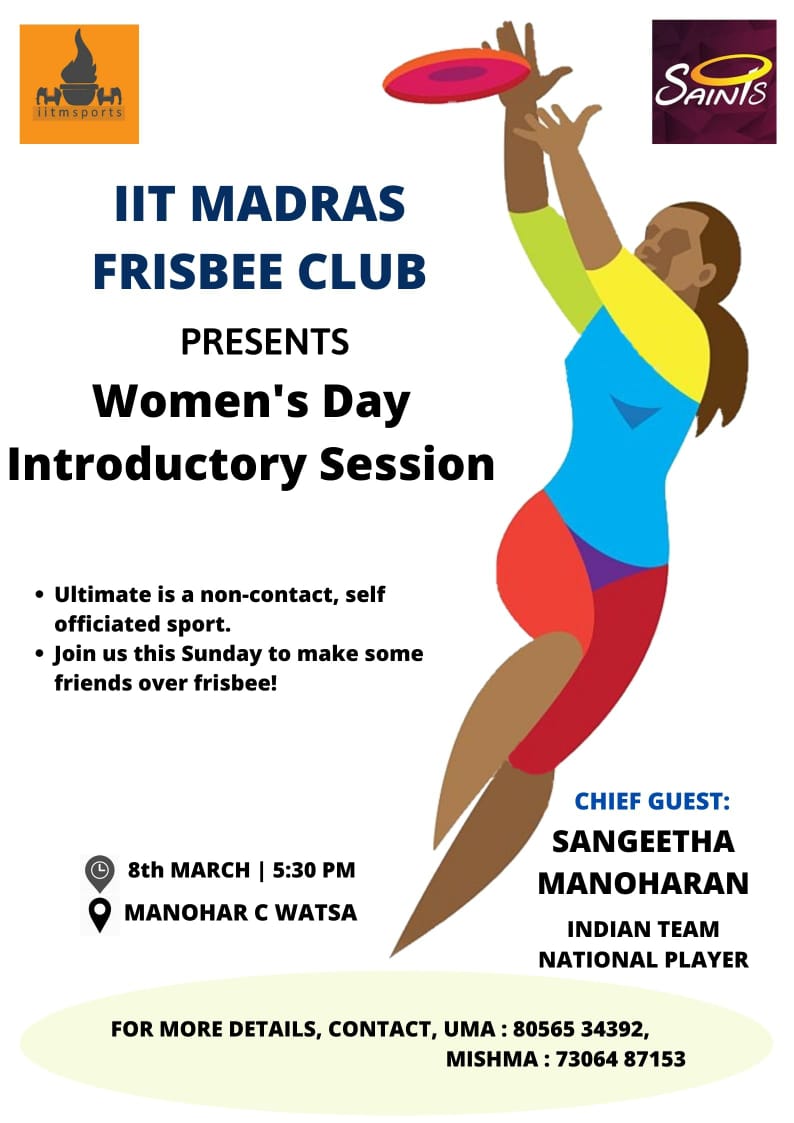 iitmsports
SAINTS
IIT MADRAS
FRISBEE CLUB
PRESENTS
Women's Day
Introductory Session
• Ultimate is a non-contact, self
officiated sport.
• Join us this Sunday to make some
friends over frisbee!
8th MARCH | 5:30 PM
MANOHAR C WATSA
CHIEF GUEST:
SANGEETHA
MANOHARAN
INDIAN TEAM
NATIONAL PLAYER
FOR MORE DETAILS, CONTACT, UMA : 80565 34392,
MISHMA : 73064 87153